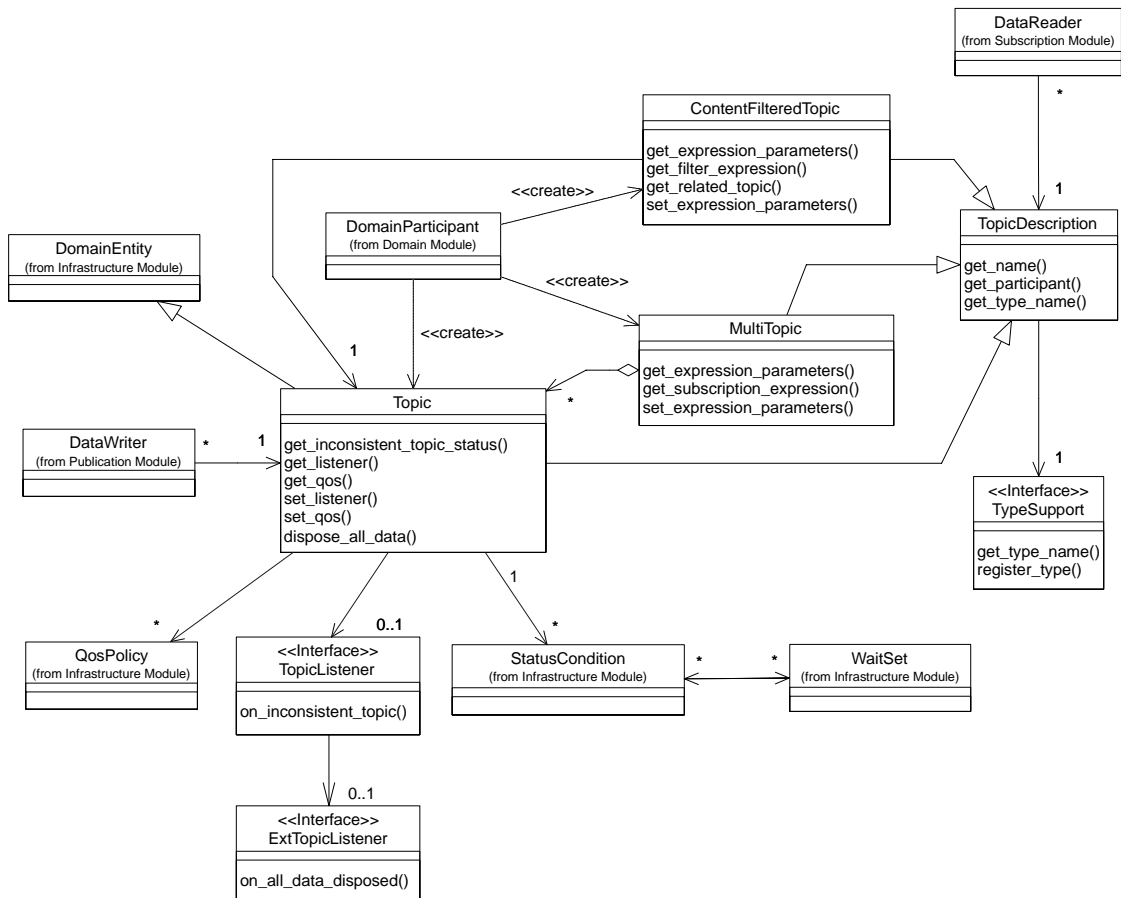 DataReader
(from Subscription Module)
*
1
ContentFilteredTopic
get_expression_parameters()
get_filter_expression()
get_related_topic()
set_expression_parameters()
<<create>>
DomainParticipant
(from Domain Module)
<<create>>
<<create>>
TopicDescription
get_name()
get_participant()
get_type_name()
DomainEntity
(from Infrastructure Module)
MultiTopic
get_expression_parameters()
get_subscription_expression()
set_expression_parameters()
1
*
Topic
get_inconsistent_topic_status()
get_listener()
get_qos()
set_listener()
set_qos()
dispose_all_data()
DataWriter
(from Publication Module)
*
1
1
<<Interface>>
TypeSupport
get_type_name()
register_type()
*
0..1
1
*
QosPolicy
(from Infrastructure Module)
<<Interface>>
TopicListener
on_inconsistent_topic()
StatusCondition
(from Infrastructure Module)
*
*
WaitSet
(from Infrastructure Module)
0..1
<<Interface>>
ExtTopicListener
on_all_data_disposed()